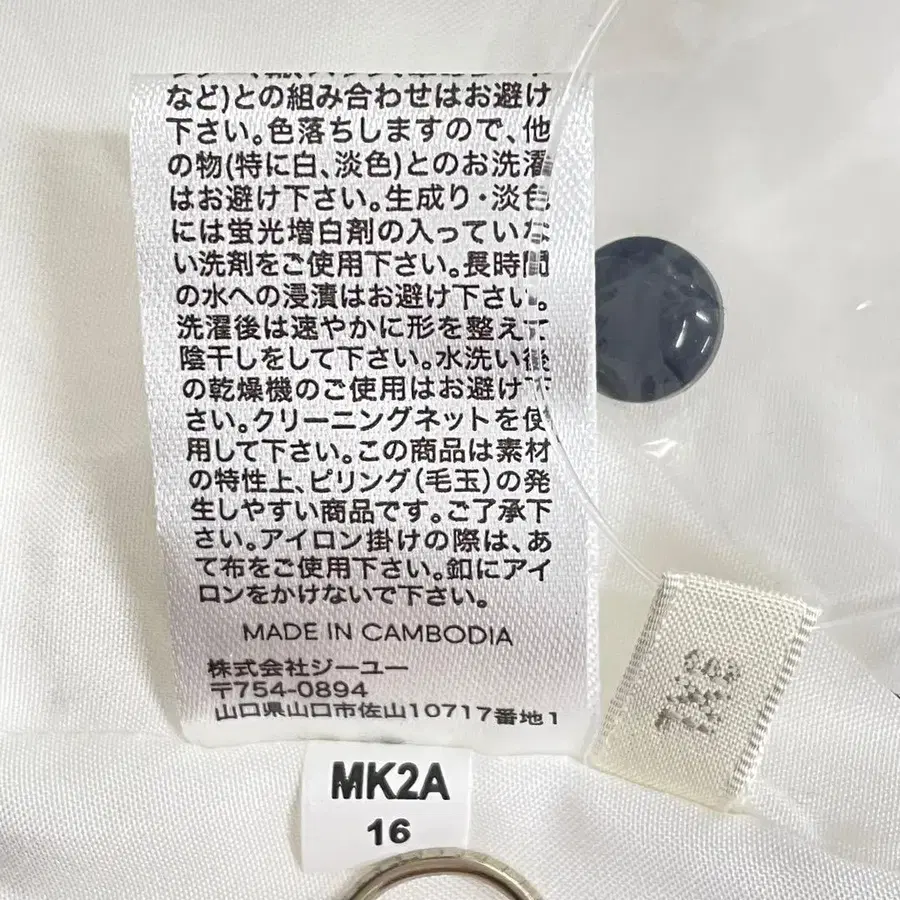 など)との組み合わせはお避け
下さい。色落ちしますので、他
の物(特に白、淡色)とのお洗濯
はお避け下さい。生成り・淡色
には蛍光増白剤の入っていな
い洗剤をご使用下さい。長時間
の水への浸漬はお避け下さい。
洗濯後は速やかに形を整えて
陰干しをして下さい。水洗い後
の乾燥機のご使用はお避け下
さい。クリーニングネットを使
用して下さい。この商品は素材
の特性上、ピリング(毛玉)の発
生しやすい商品です。ご了承下
さい。アイロン掛けの際は、あ
て布をご使用下さい。釦にアイ
ロンをかけないで下さい。
MADE IN CAMBODIA
株式会社ジーユー
〒754-0894
山口県山口市佐山10717番地1
MK2A
16